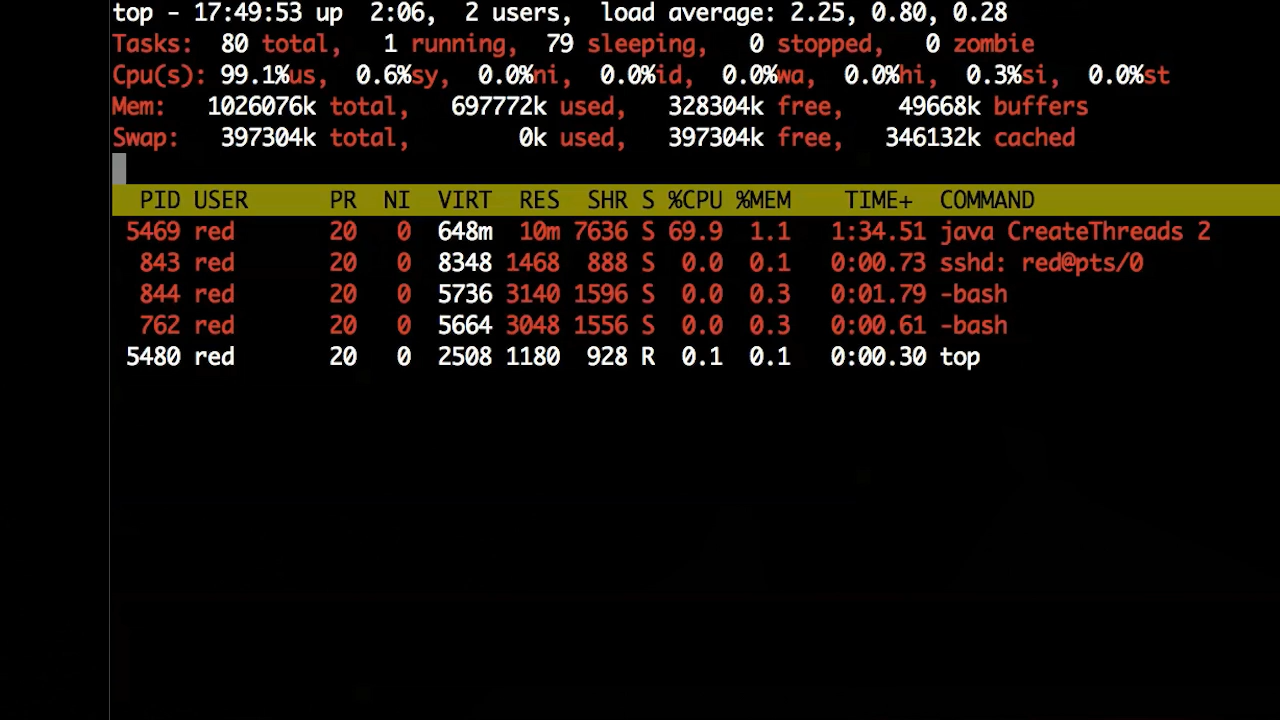 top - 17:49:53 up  2:06,  2 users,  load average: 2.25, 0.80, 0.28
Tasks:  80 total,   1 running,  79 sleeping,   0 stopped,   0 zombie
Cpu(s): 99.1%us,  0.6%sy,  0.0%ni,  0.0%id,  0.0%wa,  0.0%hi,  0.3%si,  0.0%st
Mem:   1026076k total,   697772k used,   328304k free,    49668k buffers
Swap:   397304k total,        0k used,   397304k free,   346132k cached
PID USER      PR  NI  VIRT  RES  SHR S %CPU %MEM    TIME+  COMMAND
5469 red       20   0  648m  10m 7636 S 69.9  1.1   1:34.51 java CreateThreads 2
843 red       20   0  8348 1468  888 S  0.0  0.1   0:00.73 sshd: red@pts/0
844 red       20   0  5736 3140 1596 S  0.0  0.3   0:01.79 -bash
762 red       20   0  5664 3048 1556 S  0.0  0.3   0:00.61 -bash
5480 red       20   0  2508 1180  928 R  0.1  0.1   0:00.30 top